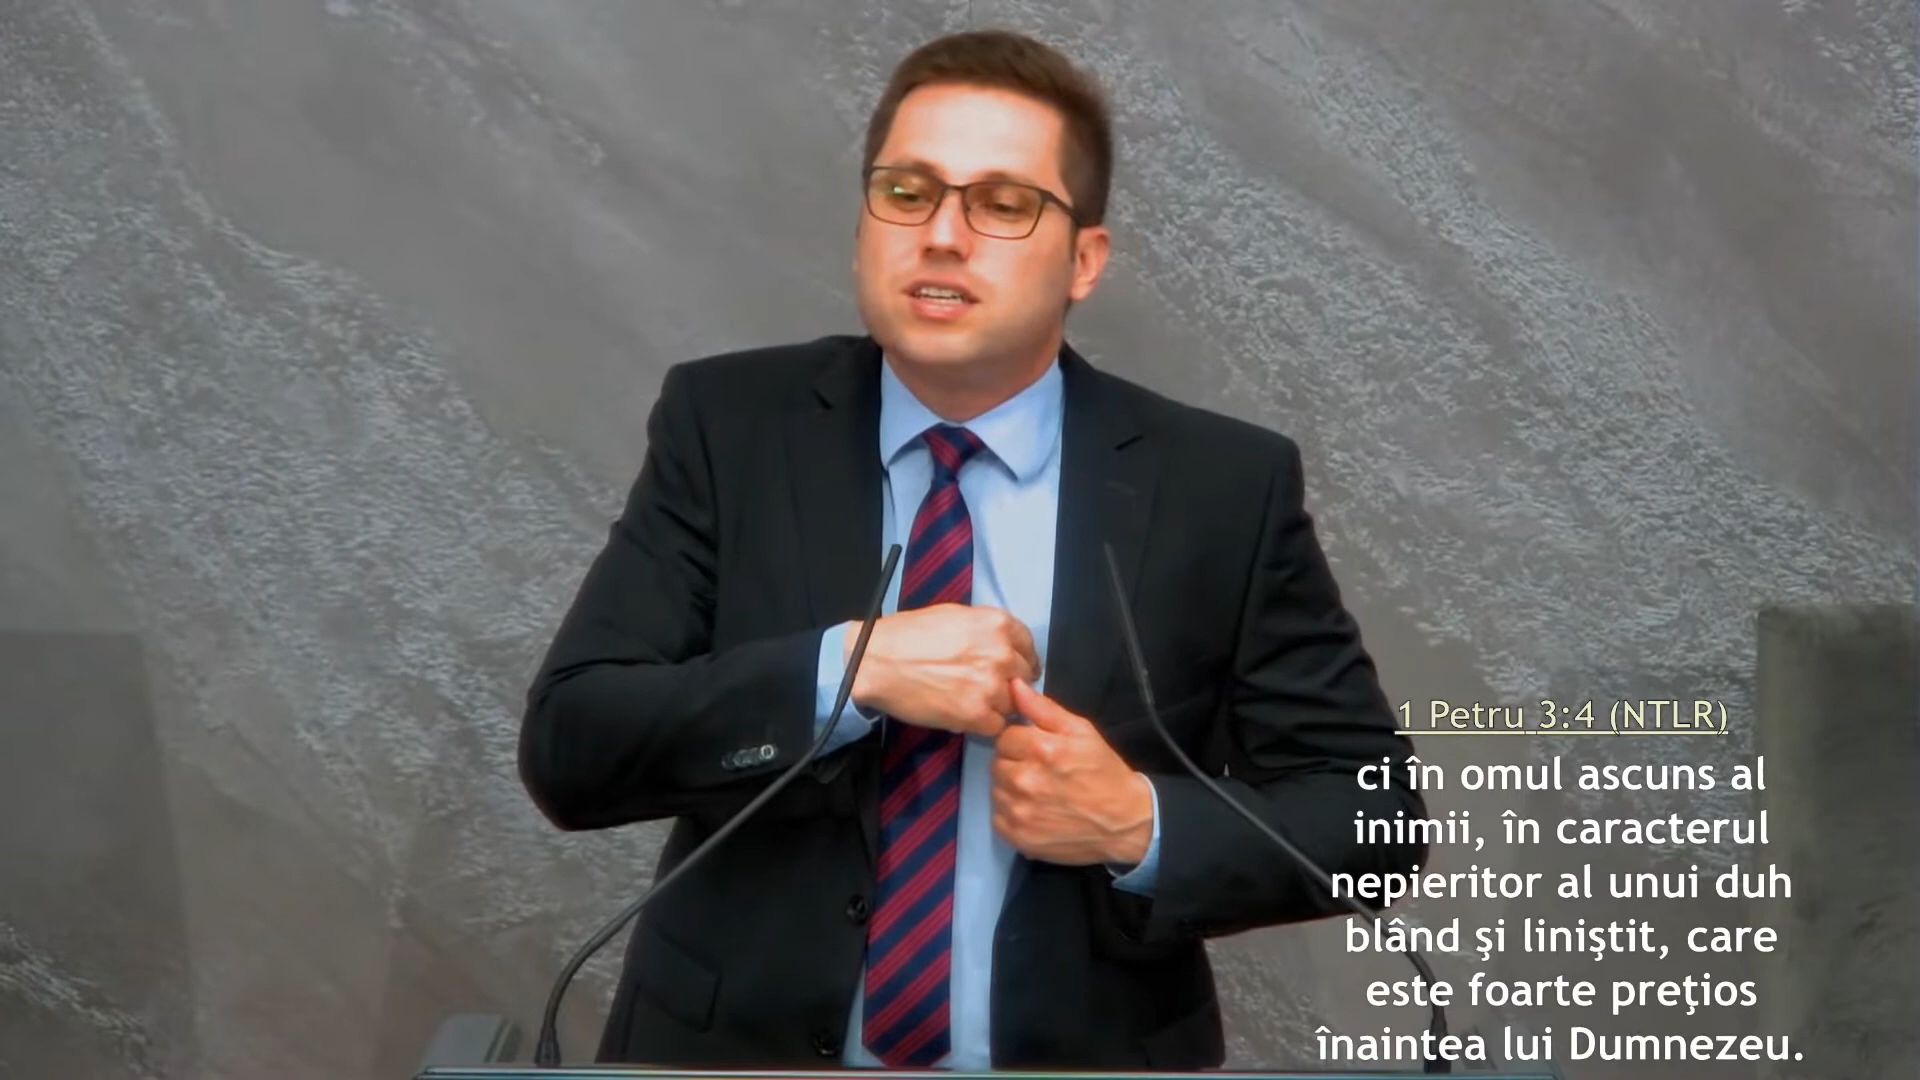 1 Petru 3:4 (NTLR)
ci în omul ascuns al
inimii, în caracterul
nepieritor al unui duh
blând şi liniştit, care
este foarte preţios
înaintea lui Dumnezeu.